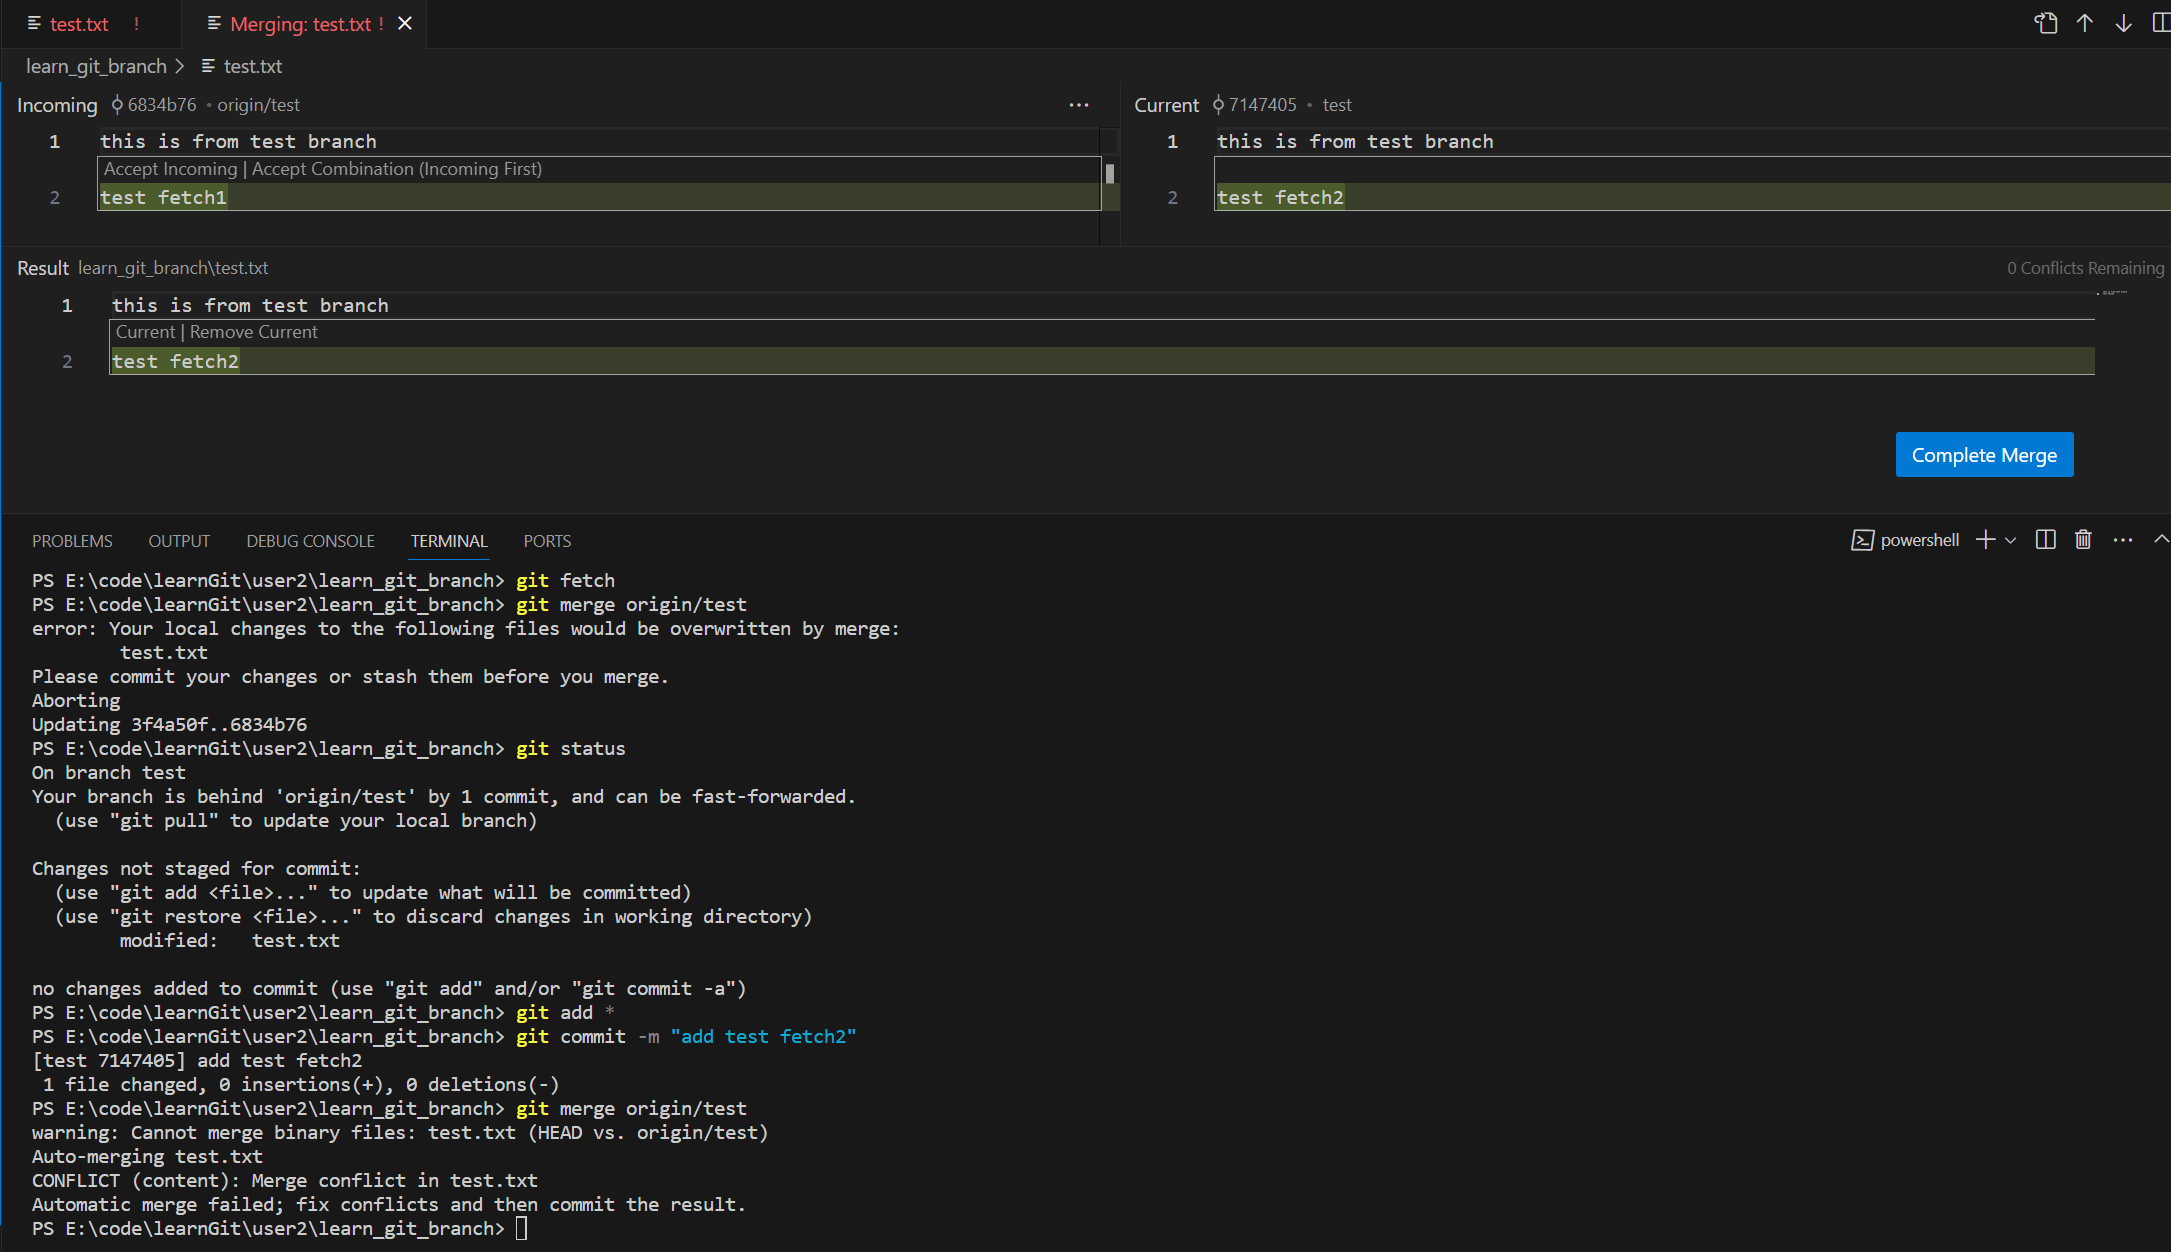 test.txt !
Merging: test.txt !
learn_git_branch > test.txt
Incoming 6834b76 • origin/test ···
1 this is from test branch
Accept Incoming | Accept Combination (Incoming First)
2 test fetch1
Current 7147405 • test
1 this is from test branch
2 test fetch2
Result learn_git_branch\test.txt
0 Conflicts Remaining
1 this is from test branch
Current | Remove Current
2 test fetch2
Complete Merge
PROBLEMS OUTPUT DEBUG CONSOLE TERMINAL PORTS
powershell
PS E:\code\learnGit\user2\learn_git_branch> git fetch
PS E:\code\learnGit\user2\learn_git_branch> git merge origin/test
error: Your local changes to the following files would be overwritten by merge:
test.txt
Please commit your changes or stash them before you merge.
Aborting
Updating 3f4a50f..6834b76
PS E:\code\learnGit\user2\learn_git_branch> git status
On branch test
Your branch is behind 'origin/test' by 1 commit, and can be fast-forwarded.
(use "git pull" to update your local branch)
Changes not staged for commit:
(use "git add <file>..." to update what will be committed)
(use "git restore <file>..." to discard changes in working directory)
modified:   test.txt
no changes added to commit (use "git add" and/or "git commit -a")
PS E:\code\learnGit\user2\learn_git_branch> git add *
PS E:\code\learnGit\user2\learn_git_branch> git commit -m "add test fetch2"
[test 7147405] add test fetch2
1 file changed, 0 insertions(+), 0 deletions(-)
PS E:\code\learnGit\user2\learn_git_branch> git merge origin/test
warning: Cannot merge binary files: test.txt (HEAD vs. origin/test)
Auto-merging test.txt
CONFLICT (content): Merge conflict in test.txt
Automatic merge failed; fix conflicts and then commit the result.
PS E:\code\learnGit\user2\learn_git_branch>